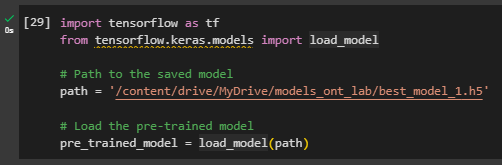 [29] import tensorflow as tf
0s from tensorflow.keras.models import load_model
# Path to the saved model
path = '/content/drive/MyDrive/models_ont_lab/best_model_1.h5'
# Load the pre-trained model
pre_trained_model = load_model(path)